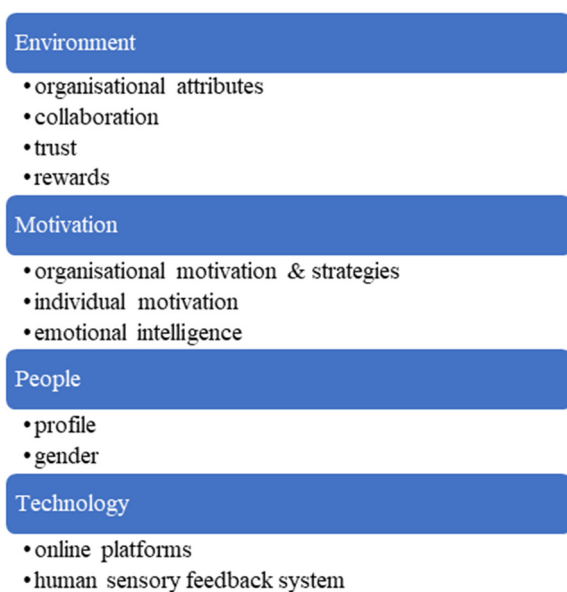 Environment
• organisational attributes
• collaboration
• trust
• rewards
Motivation
• organisational motivation & strategies
• individual motivation
• emotional intelligence
People
• profile
• gender
Technology
• online platforms
• human sensory feedback system